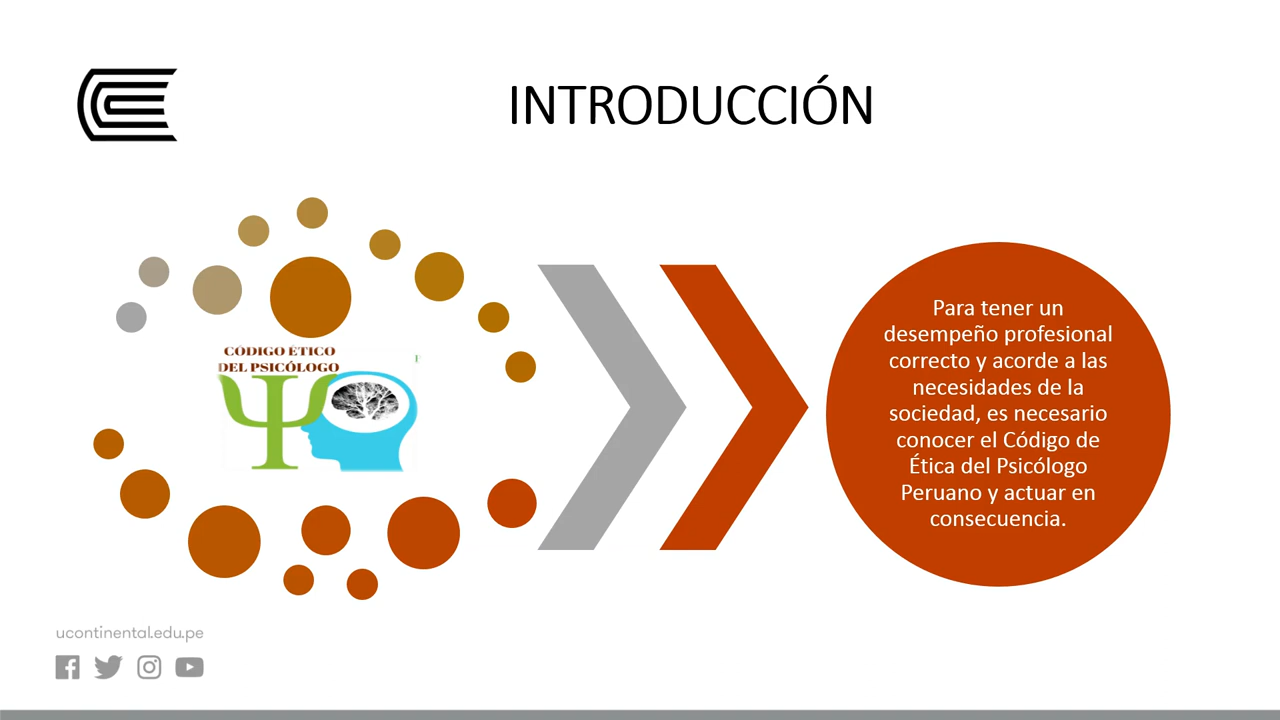 INTRODUCCIÓN
CÓDIGO ÉTICO
DEL PSICÓLOGO
Para tener un
desempeño profesional
correcto y acorde a las
necesidades de la
sociedad, es necesario
conocer el Código de
Ética del Psicólogo
Peruano y actuar en
consecuencia.
ucontinental.edu.pe